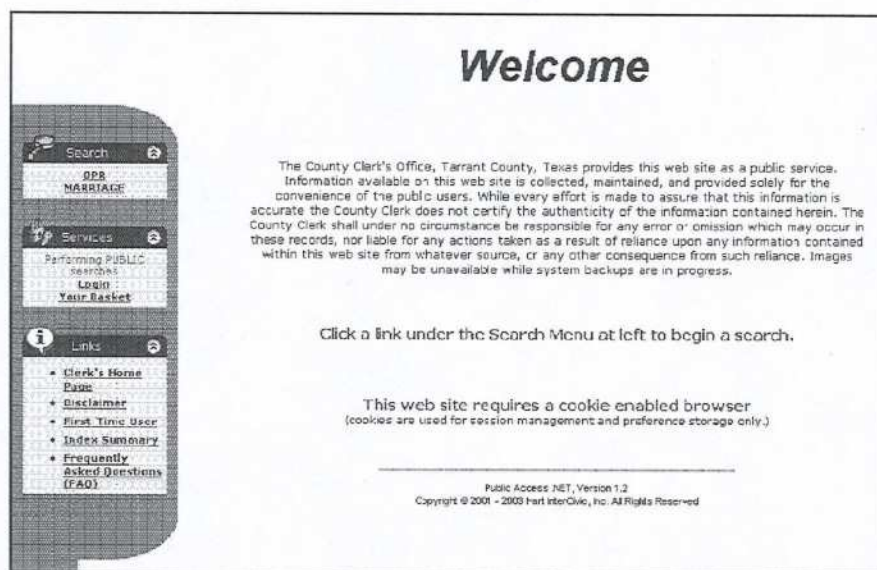 Welcome
Search
OPR
MARRIAGE
Services
Performing PUBLIC
searches
Login
Your Basket
Links
Clerk's Home
Page
Disclaimer
First Time User
Index Summary
Frequently
Asked Questions
(FAQ)
The County Clerk's Office, Tarrant County, Texas provides this web site as a public service.
Information available on this web site is collected, maintained, and provided solely for the
convenience of the public users. While every effort is made to assure that this information is
accurate the County Clerk does not certify the authenticity of the information contained herein. The
County Clerk shall under no circumstance be responsible for any error or omission which may occur in
these records, nor liable for any actions taken as a result of reliance upon any information contained
within this web site from whatever source, or any other consequence from such reliance. Images
may be unavailable while system backups are in progress.
Click a link under the Search Menu at left to begin a search.
This web site requires a cookie enabled browser
(cookies are used for session management and preference storage only.)
Public Access .NET, Version 1.2
Copyright © 2001 - 2003 Hart InterCivic, Inc. All Rights Reserved